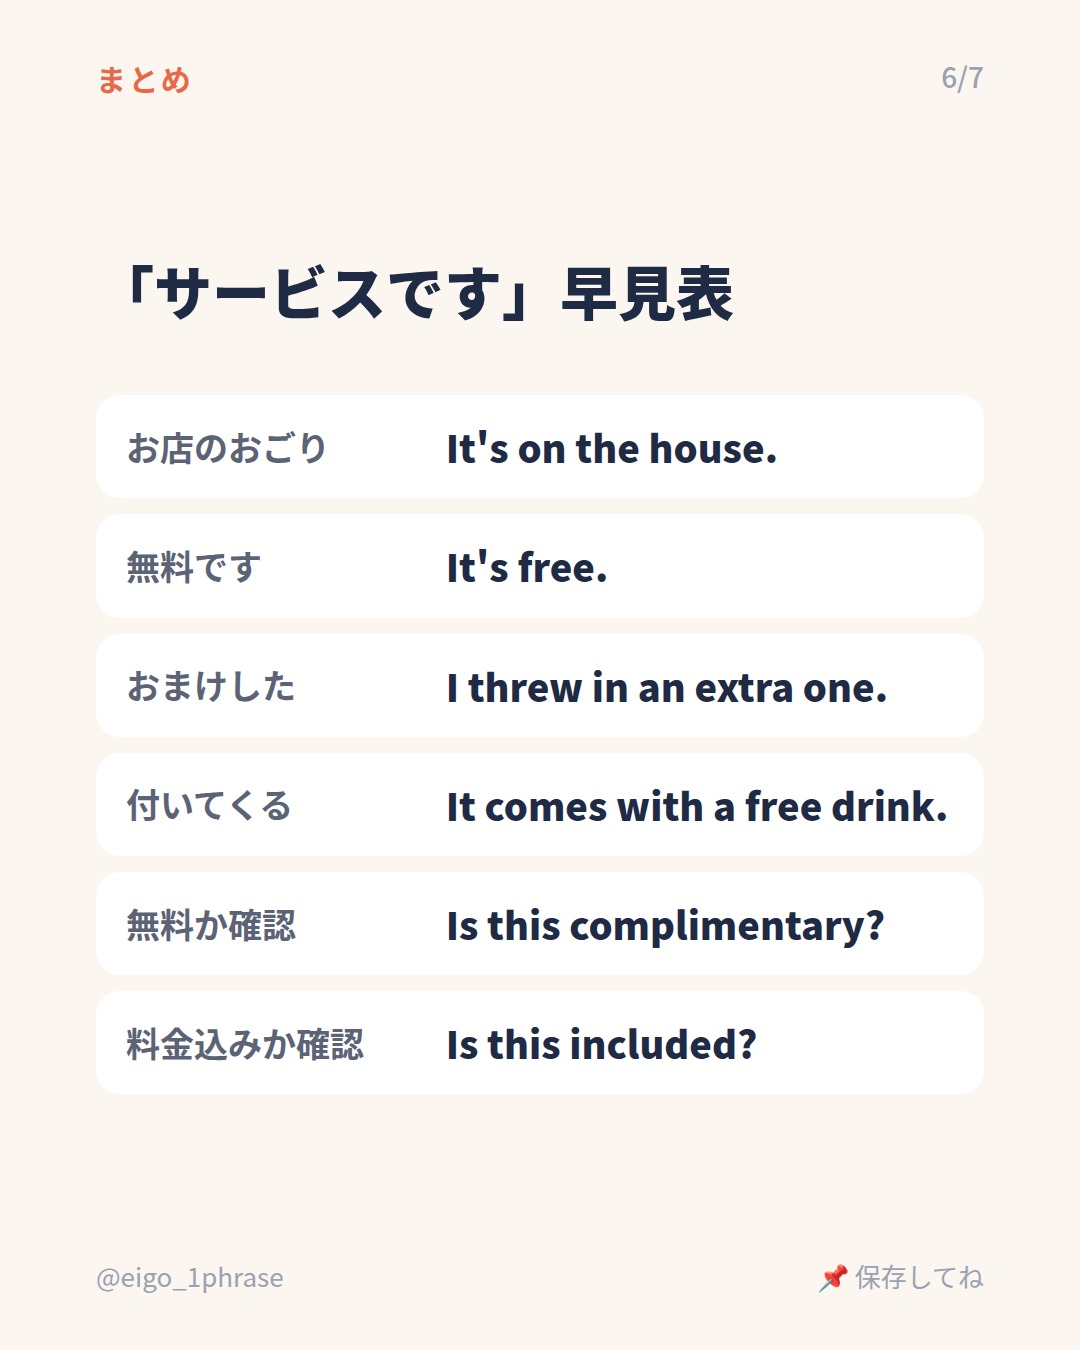 まとめ
6/7
「サービスです」早見表
お店のおごり It's on the house.
無料です It's free.
おまけした I threw in an extra one.
付いてくる It comes with a free drink.
無料か確認 Is this complimentary?
料金込みか確認 Is this included?
@eigo_1phrase
📌 保存してね